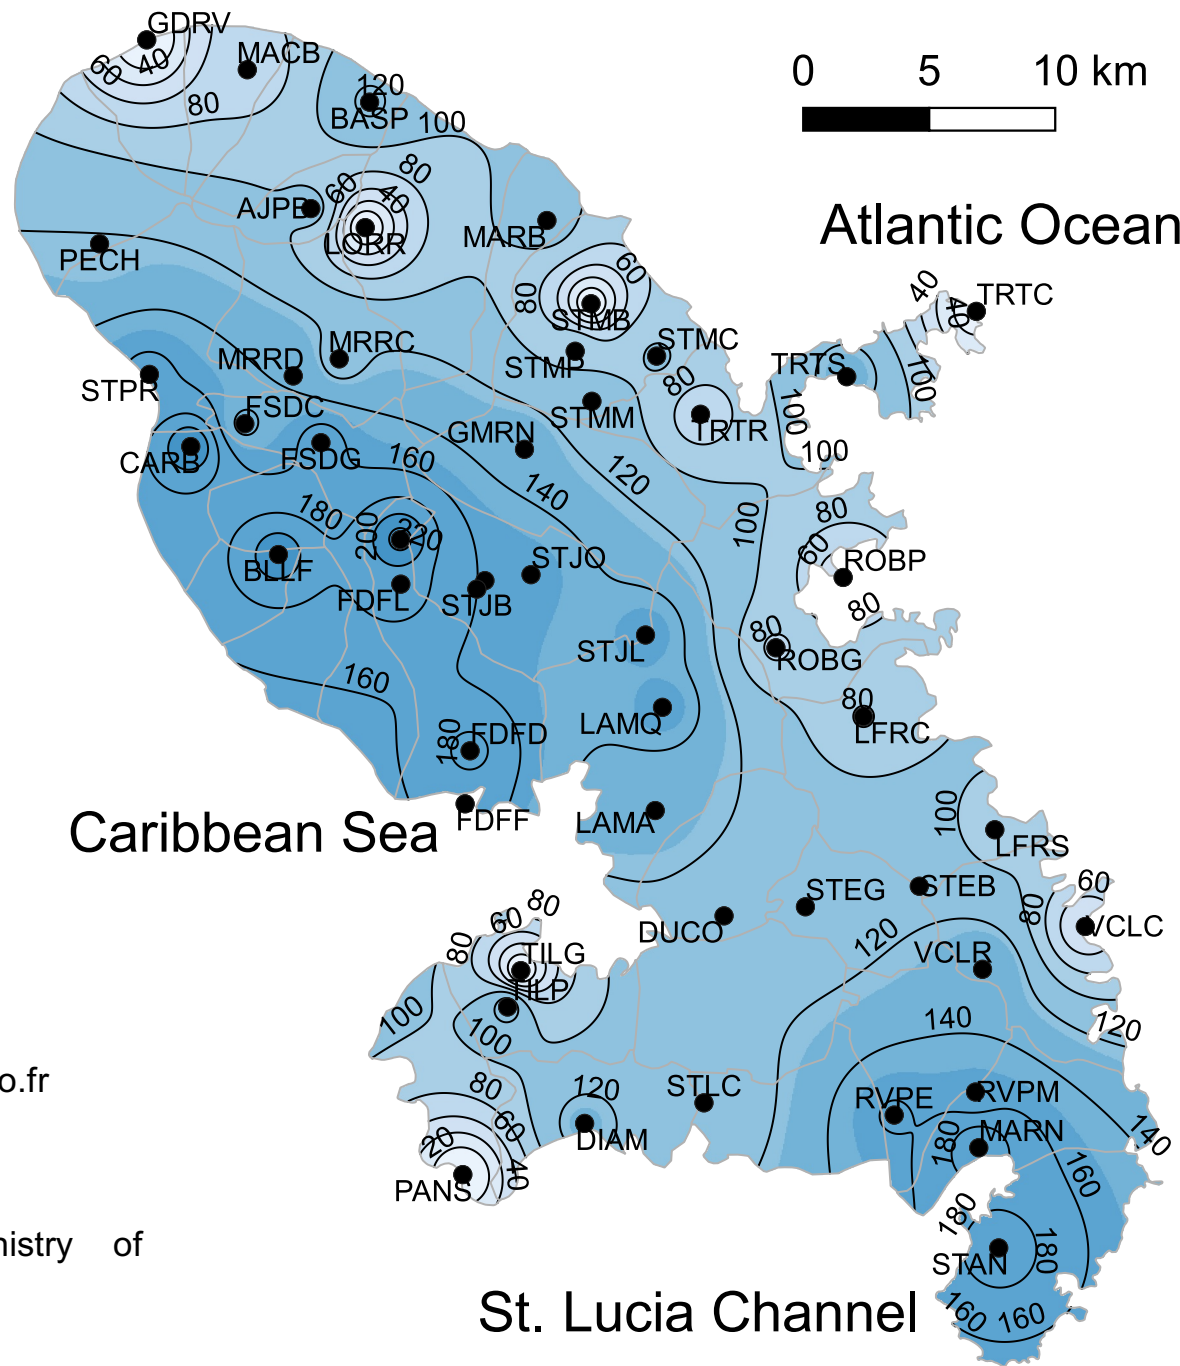 GDRV
MACB
60
40
80
120
BASP
100
0 5 10 km
80
60
40
AJPB
LORR
MARB
Atlantic Ocean
PECH
60
80
STMB
40
TRTC
40
MRRC
STMC
MRRD
STMP
TRTS
100
STPR
80
FSDC
STMM
TRTR
100
GMRN
CARB
FSDG
160
120
100
140
180
200
220
100
80
60
ROBP
BLLF
STJO
FDFL
STJB
80
80
STJL
ROBG
160
LAMQ
80
LFRC
180
FDFD
100
Caribbean Sea
FDFF
LAMA
LFRS
STEG
STEB
60
80
80
60
80
DUCO
120
VCLC
TILG
VCLR
TILP
100
100
140
120
o.fr
80
120
STLC
RVPE
RVPM
60
20
DIAM
180
MARN
140
40
PANS
160
nistry of
180
180
STAN
St. Lucia Channel
160
160